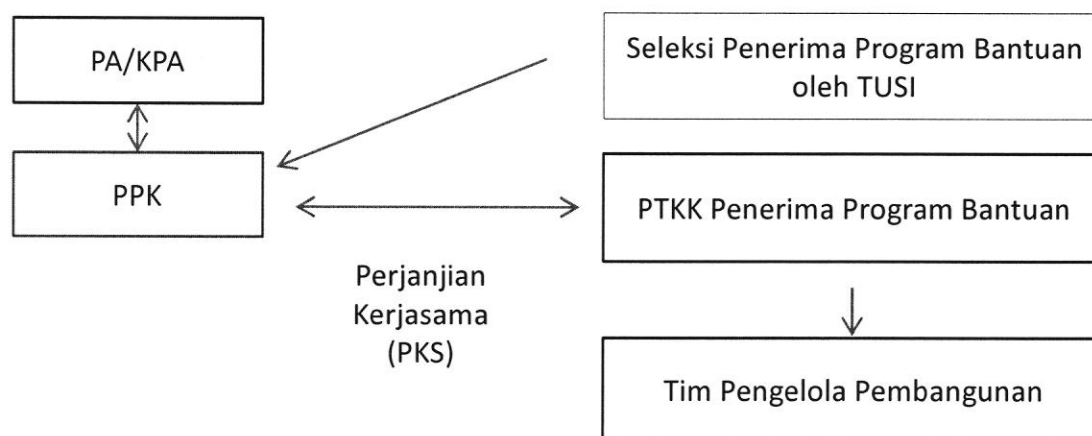 PA/KPA
PPK
Seleksi Penerima Program Bantuan
oleh TUSI
PTKK Penerima Program Bantuan
Perjanjian
Kerjasama
(PKS)
Tim Pengelola Pembangunan